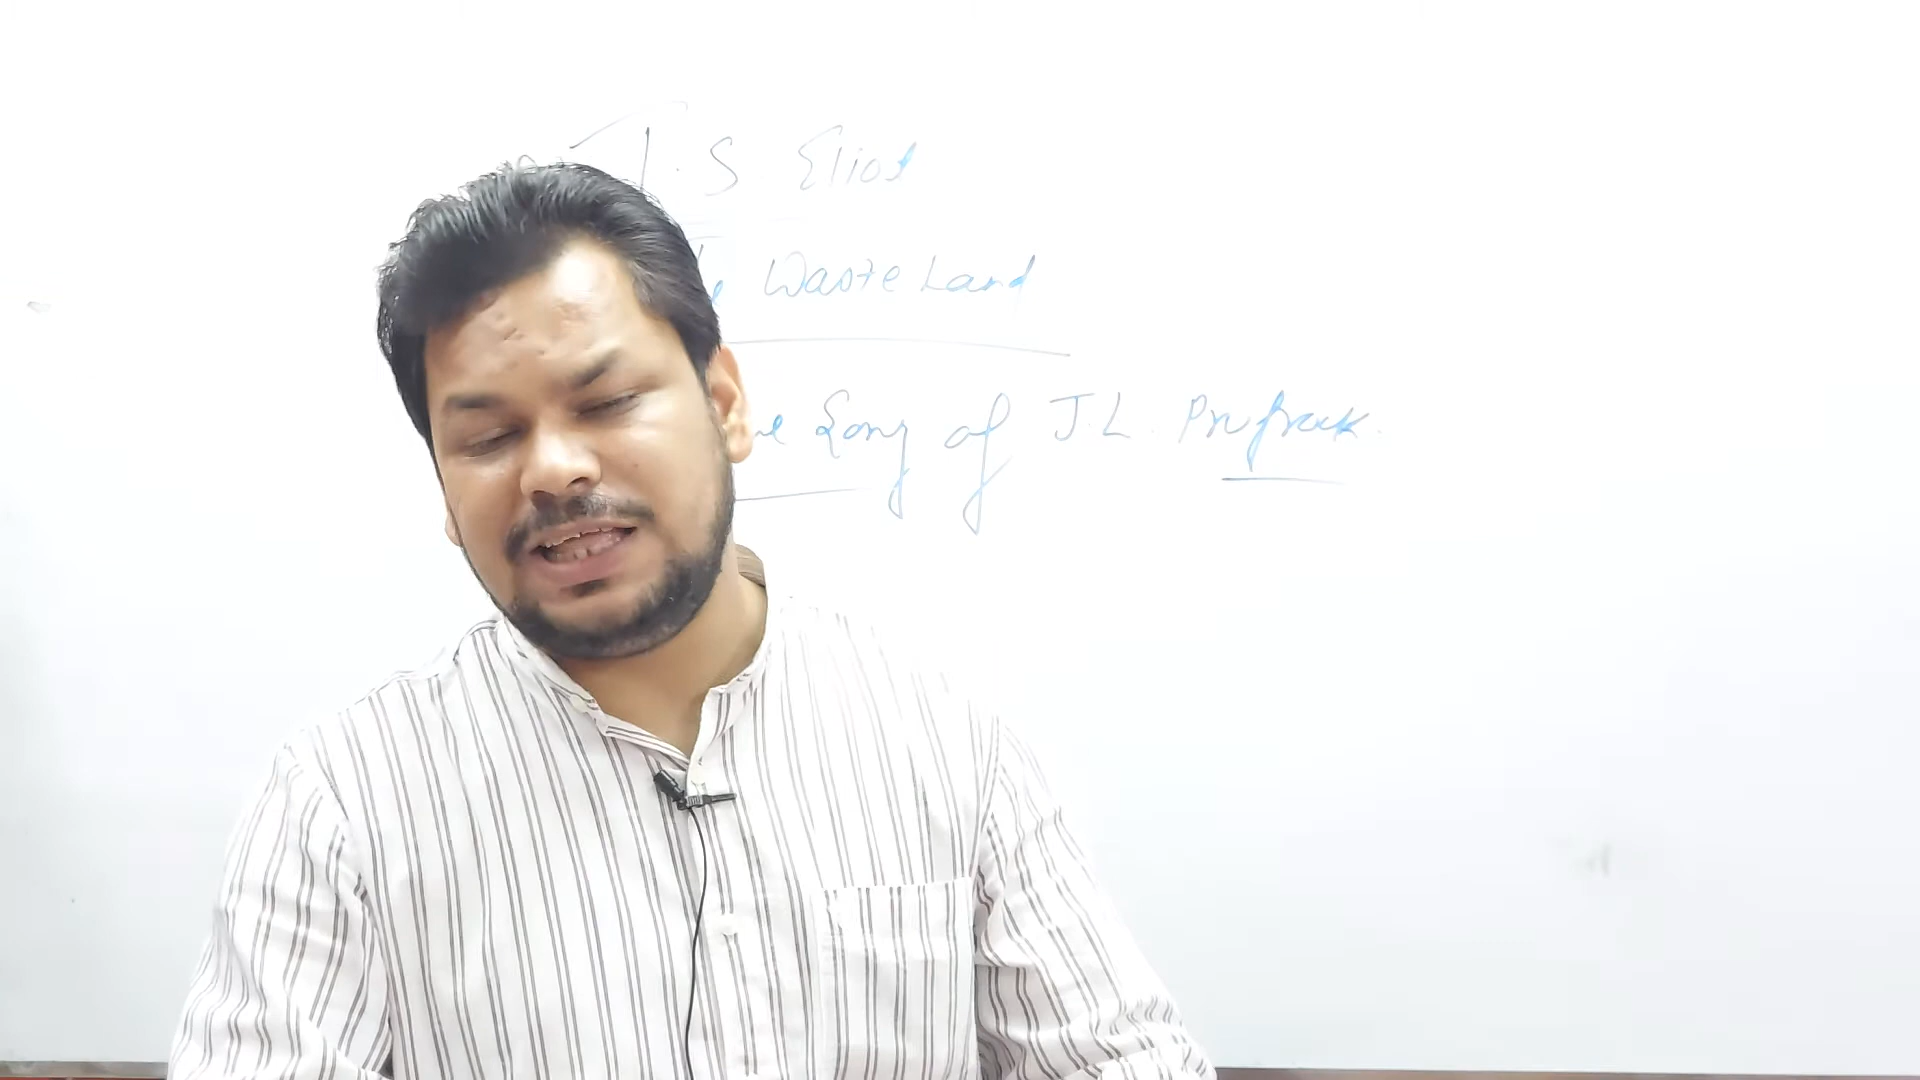 T. S. Eliot
Waste Land
Song of J. L. Prufrock.